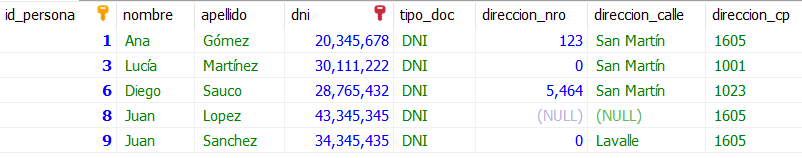 id_persona nombre apellido dni tipo_doc direccion_nro direccion_calle direccion_cp
1 Ana Gómez 20,345,678 DNI 123 San Martín 1605
3 Lucía Martínez 30,111,222 DNI 0 San Martín 1001
6 Diego Sauco 28,765,432 DNI 5,464 San Martín 1023
8 Juan Lopez 43,345,345 DNI (NULL) (NULL) 1605
9 Juan Sanchez 34,345,435 DNI 0 Lavalle 1605